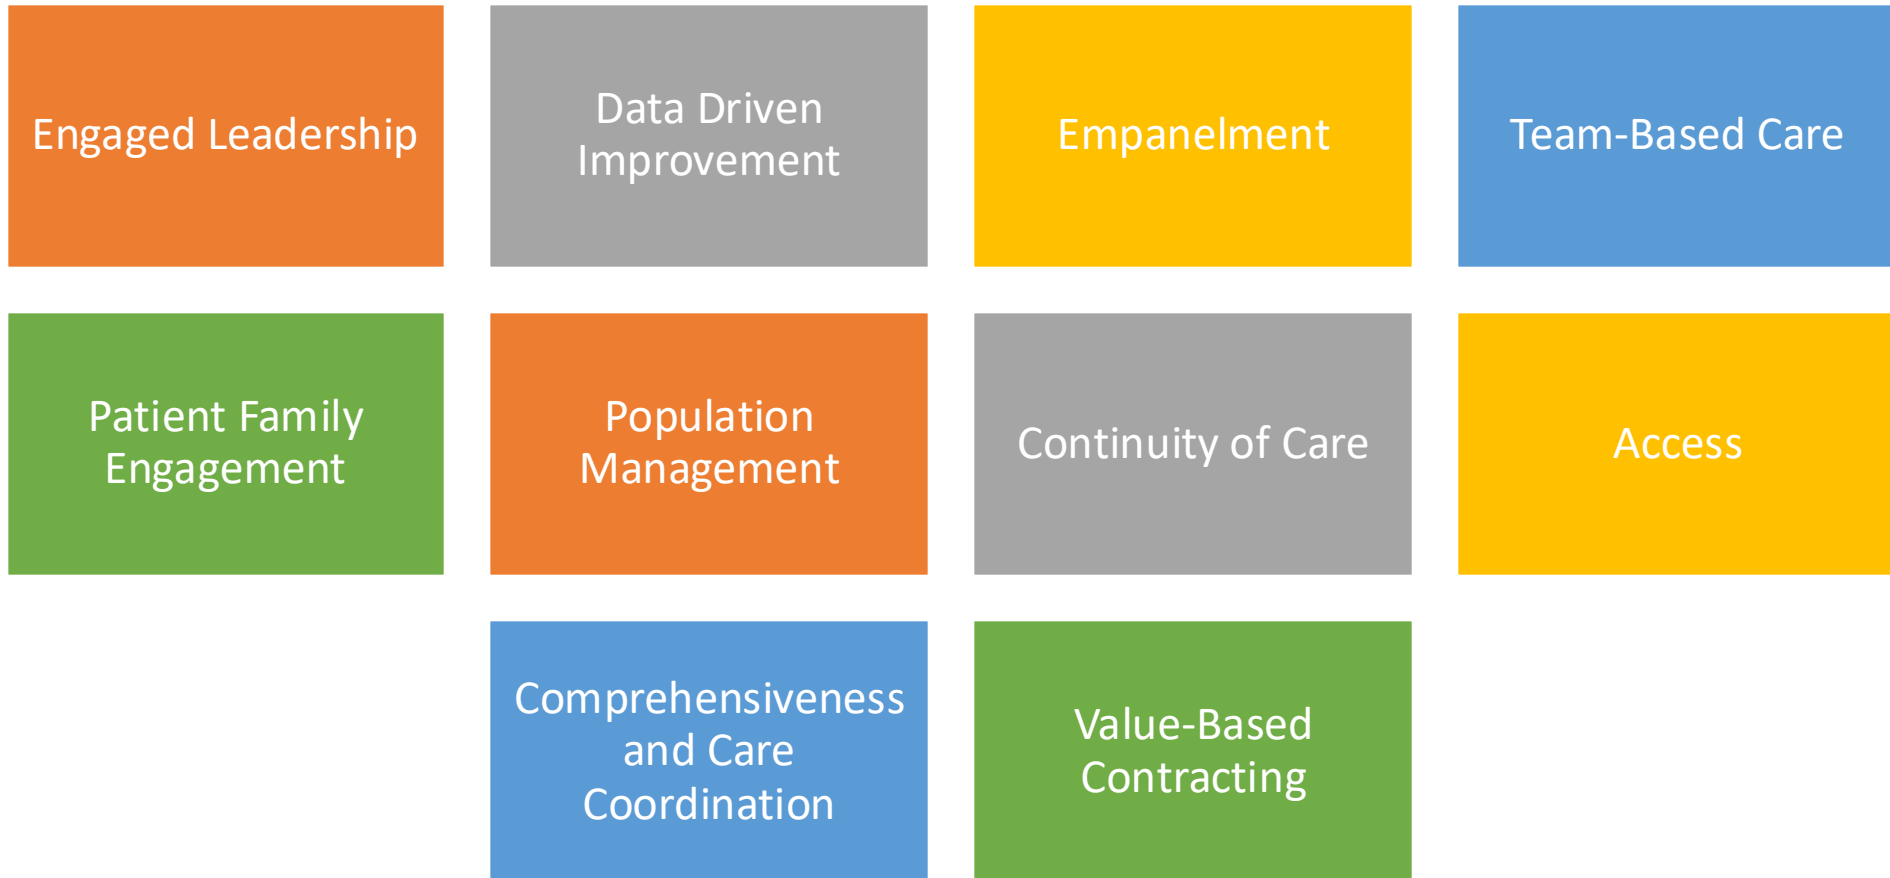 Engaged Leadership
Data Driven
Improvement
Empanelment
Team-Based Care
Patient Family
Engagement
Population
Management
Continuity of Care
Access
Comprehensiveness
and Care
Coordination
Value-Based
Contracting